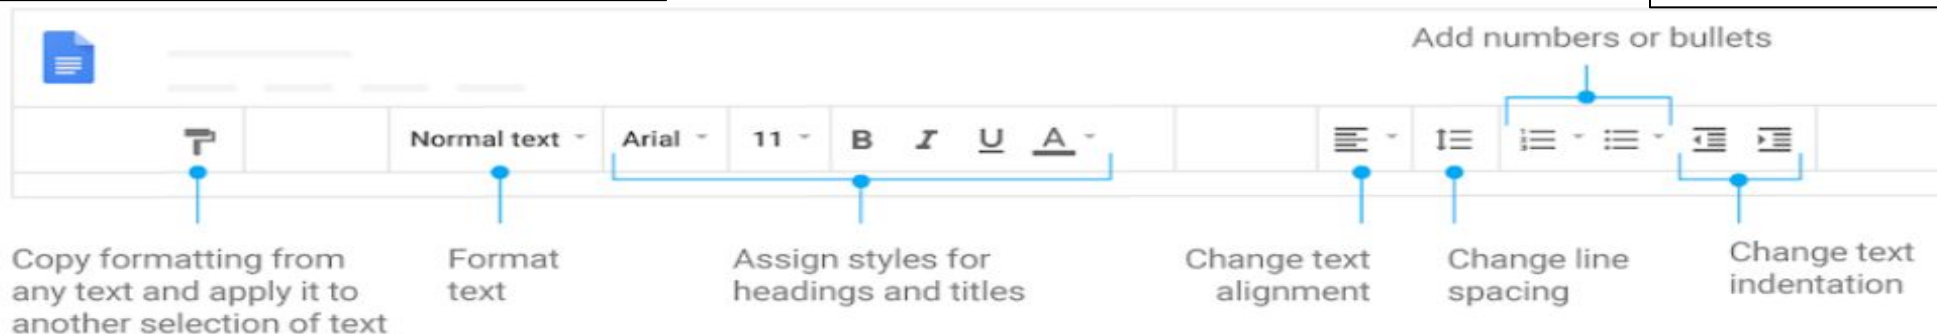 Add numbers or bullets
Normal text
Arial
11
B
I
U
A
Copy formatting from
any text and apply it to
another selection of text
Format
text
Assign styles for
headings and titles
Change text
alignment
Change line
spacing
Change text
indentation